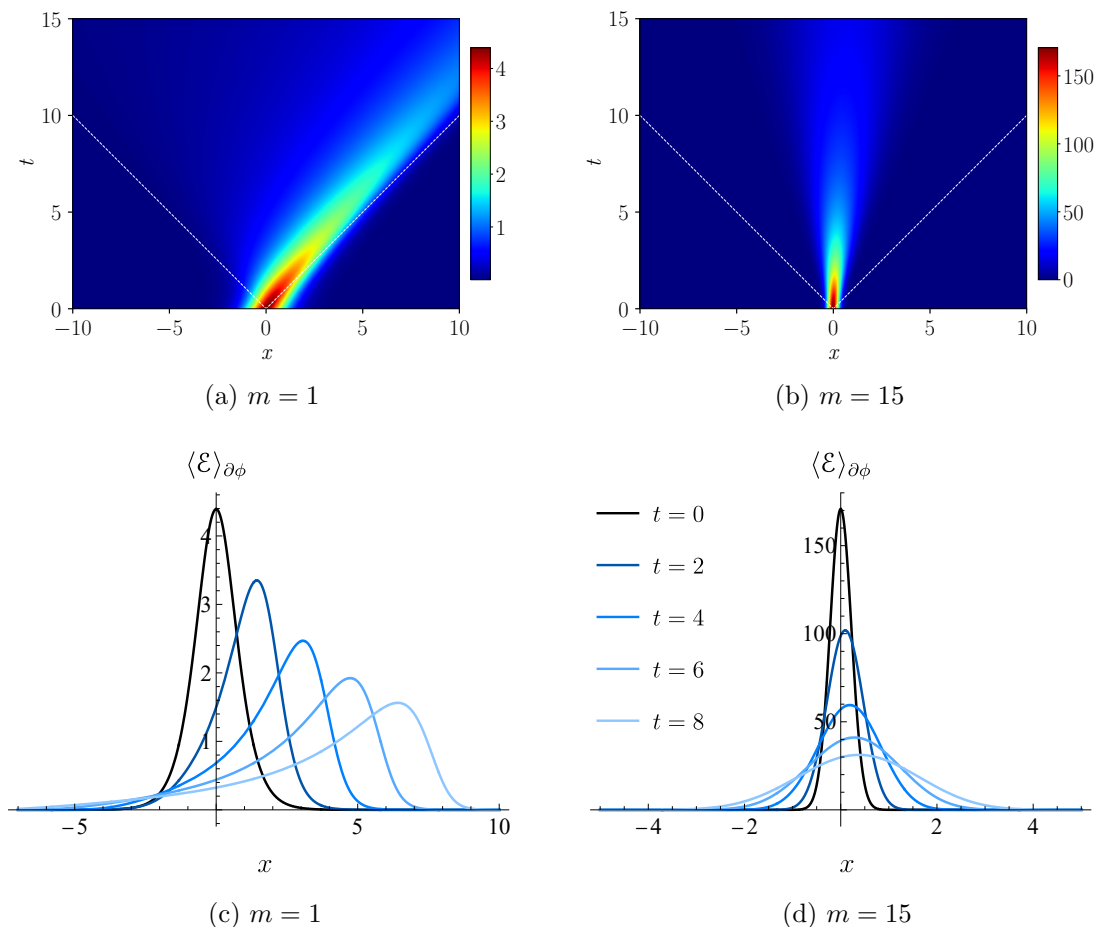 15
10
5
0
t
−10
−5
0
5
10
x
4
3
2
1
(a) m = 1
15
10
5
0
t
−10
−5
0
5
10
x
150
100
50
0
(b) m = 15
⟨ℰ⟩∂ϕ
4
3
2
1
−5
5
10
x
(c) m = 1
⟨ℰ⟩∂ϕ
t = 0
t = 2
t = 4
t = 6
t = 8
150
100
50
−4
−2
2
4
x
(d) m = 15